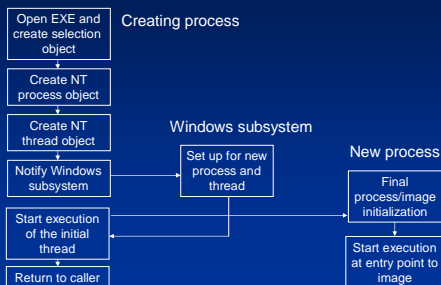 Creating process
Open EXE and
create selection
object
Create NT
process object
Create NT
thread object
Notify Windows
subsystem
Windows subsystem
Set up for new
process and
thread
New process
Final
process/image
initialization
Start execution
of the initial
thread
Return to caller
Start execution
at entry point to
image